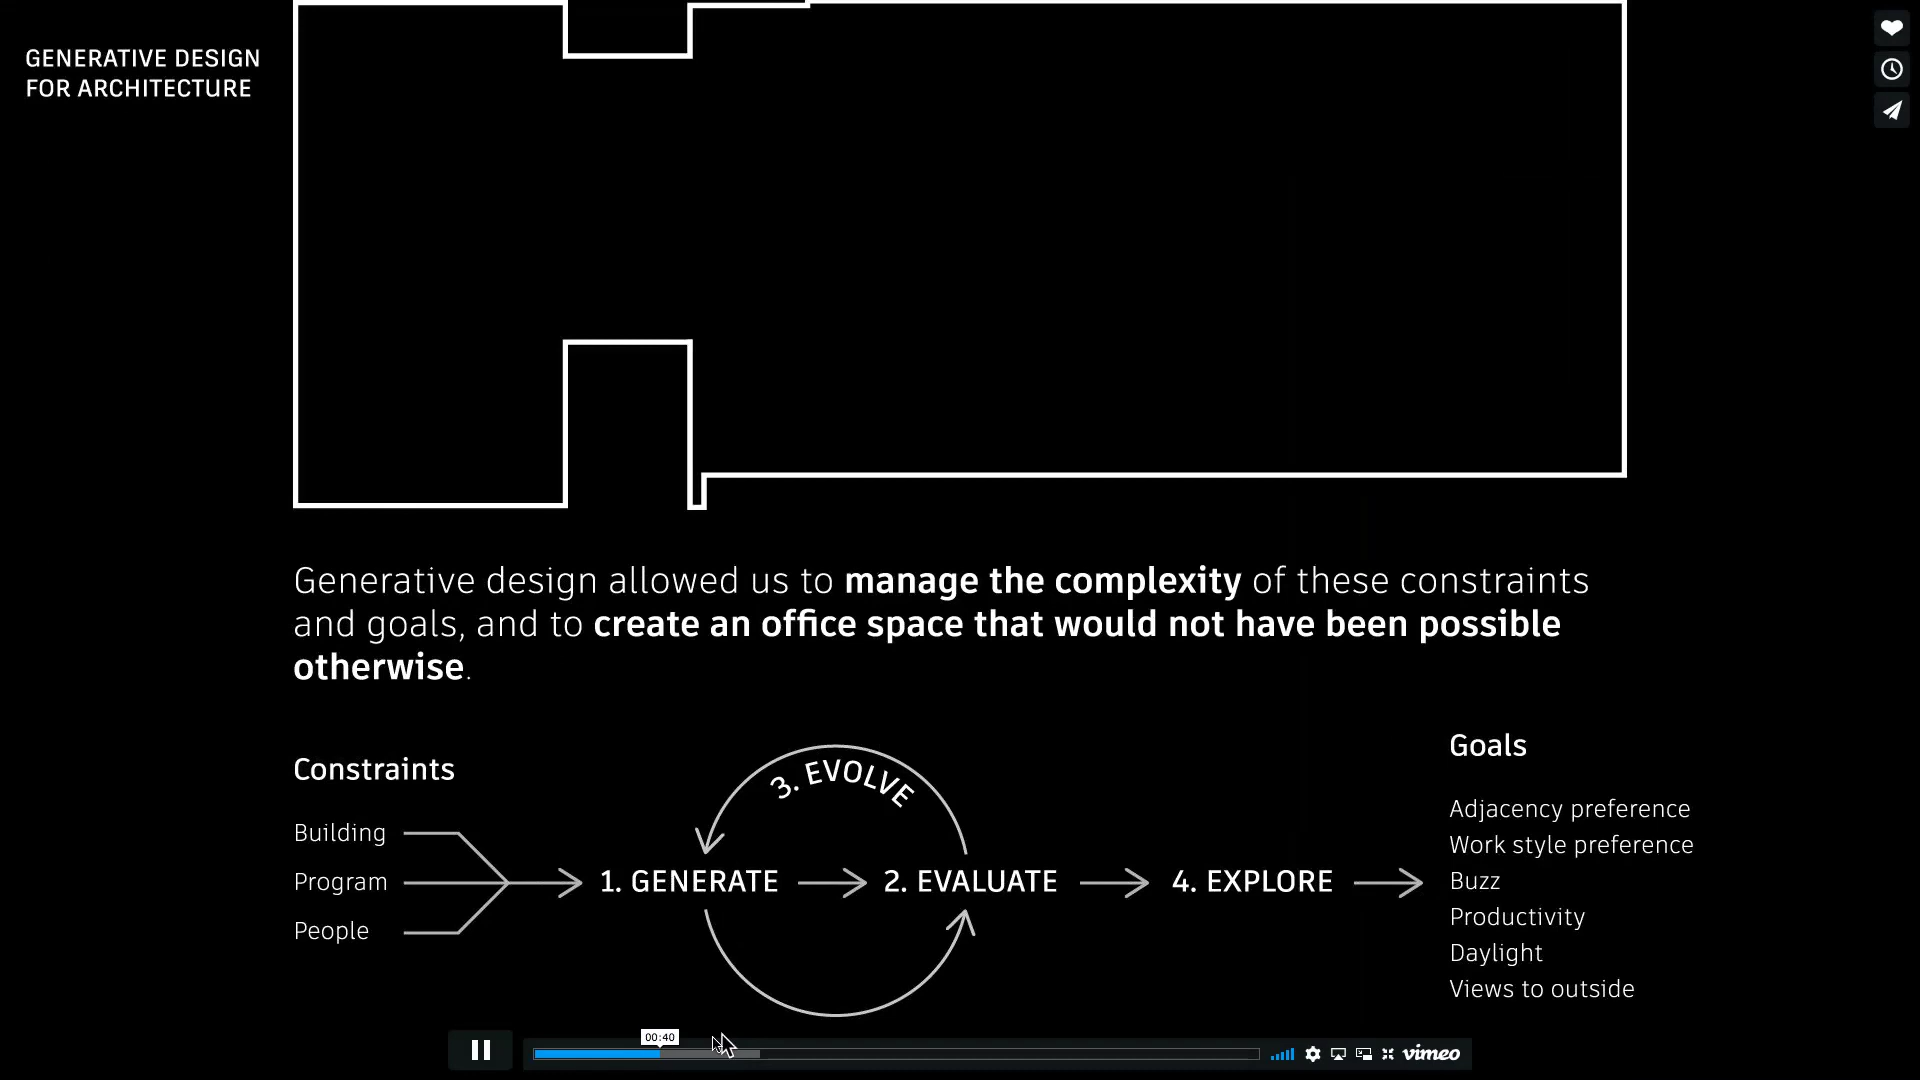 GENERATIVE DESIGN
FOR ARCHITECTURE
Generative design allowed us to manage the complexity of these constraints
and goals, and to create an office space that would not have been possible
otherwise.
Constraints
Building
Program
People
3. EVOLVE
1. GENERATE
2. EVALUATE
4. EXPLORE
Goals
Adjacency preference
Work style preference
Buzz
Productivity
Daylight
Views to outside
00:40
vimeo